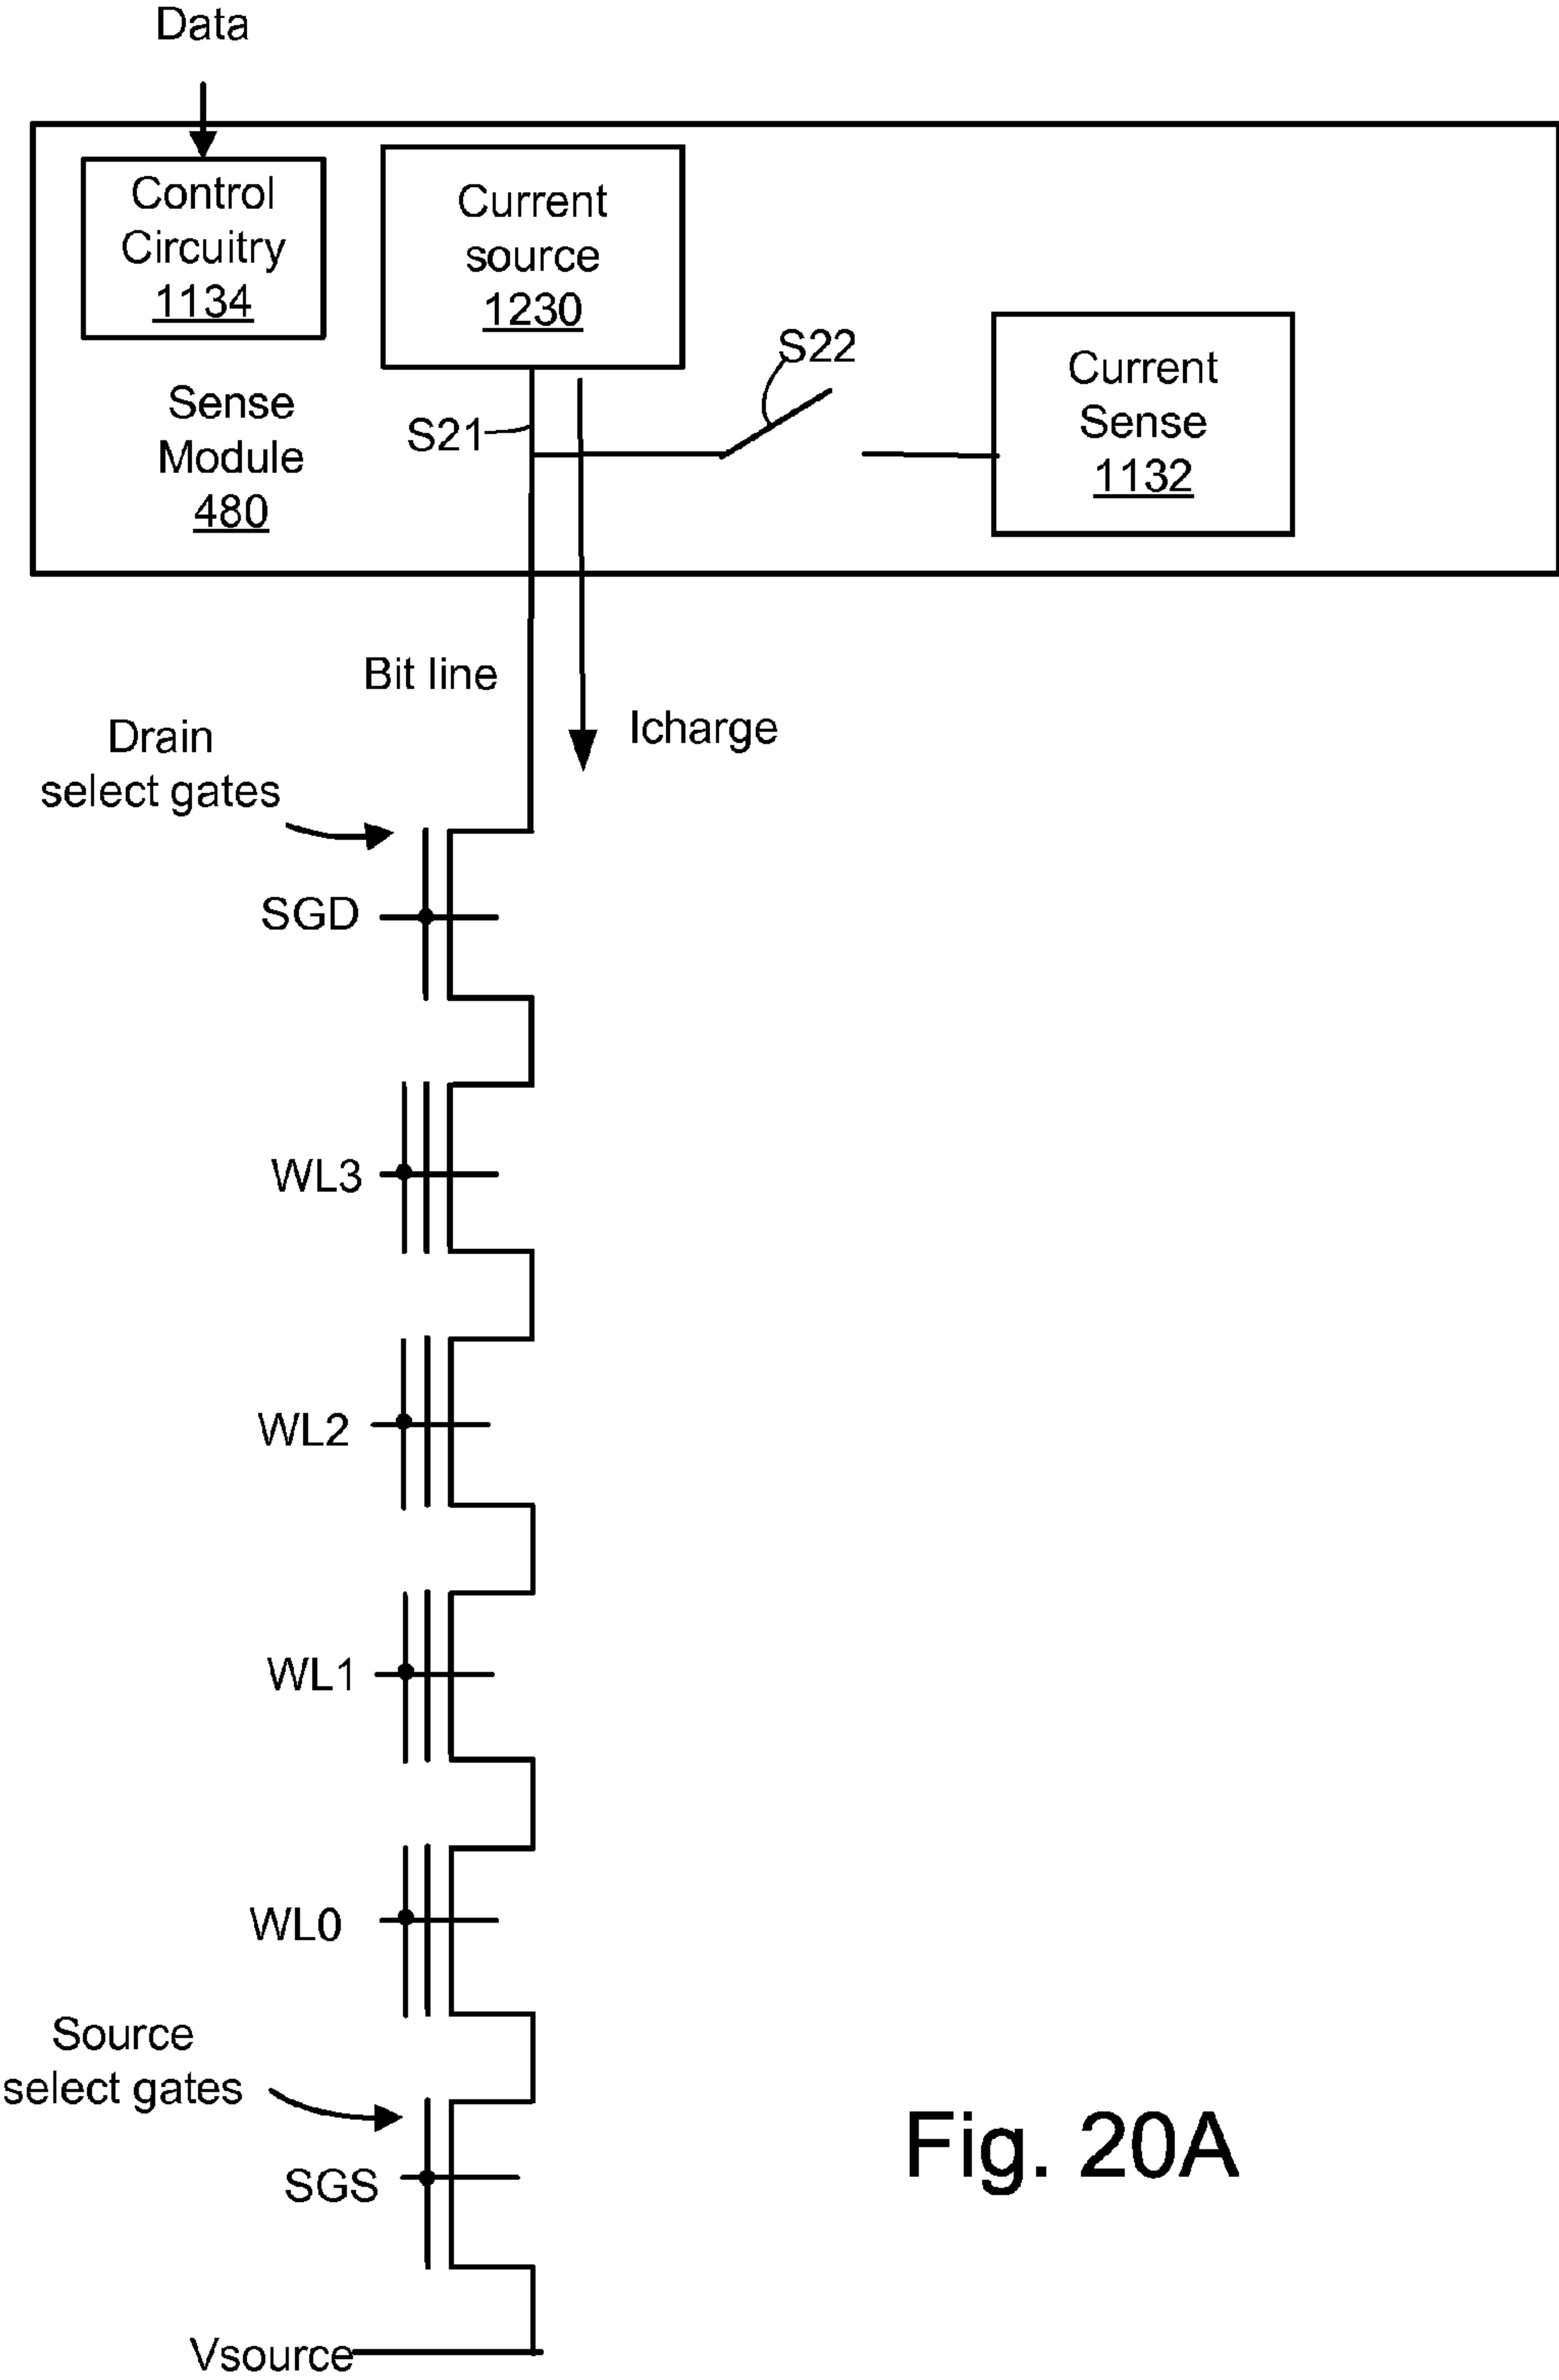 Data
Control
Circuitry
1134
Current
source
1230
S22
Current
Sense
1132
Sense
Module
480
S21
Bit line
Icharge
Drain
select gates
SGD
WL3
WL2
WL1
WL0
Source
select gates
SGS
Vsource
Fig. 20A